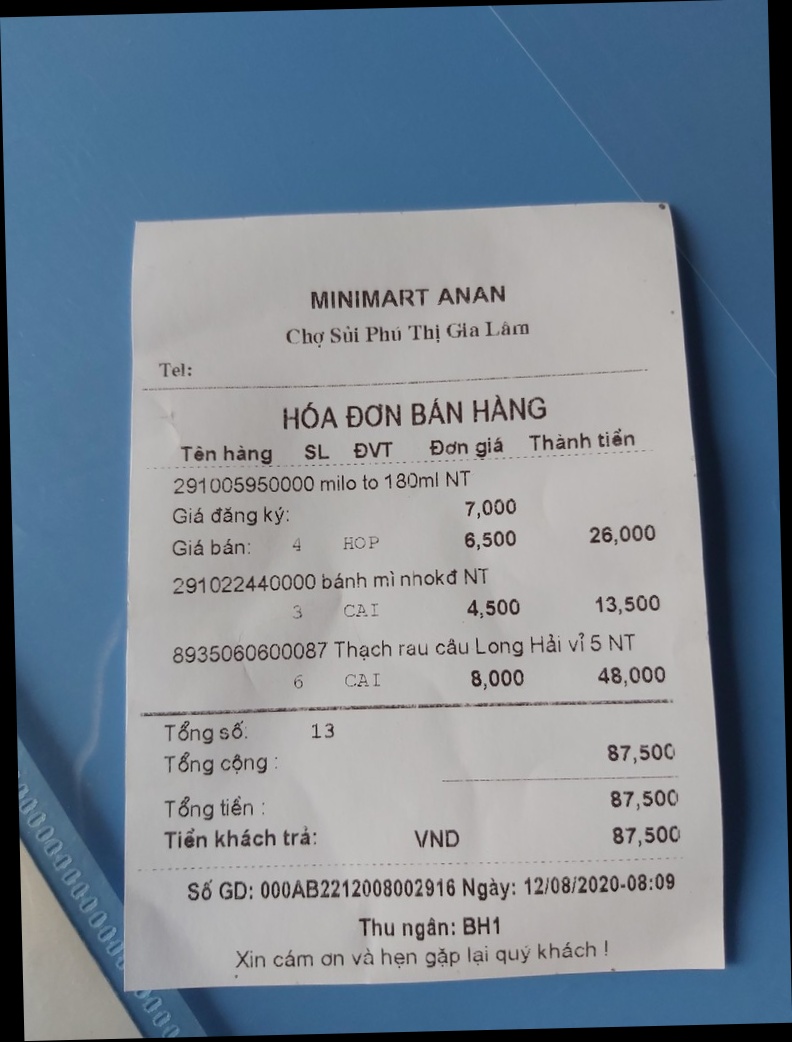 MINIMART ANAN
Chợ Sủi Phú Thị Gia Lâm
Tel:
HÓA ĐƠN BÁN HÀNG
Tên hàng SL ĐVT Đơn giá Thành tiền
291005950000 milo to 180ml NT
Giá đăng ký: 7,000
Giá bán: 4 HOP 6,500 26,000
291022440000 bánh mì nhokđ NT
3 CAI 4,500 13,500
8935060600087 Thạch rau câu Long Hải vỉ 5 NT
6 CAI 8,000 48,000
Tổng số: 13
Tổng cộng : 87,500
Tổng tiền : 87,500
Tiền khách trả: VND 87,500
Số GD: 000AB2212008002916 Ngày: 12/08/2020-08:09
Thu ngân: BH1
Xin cám ơn và hẹn gặp lại quý khách !